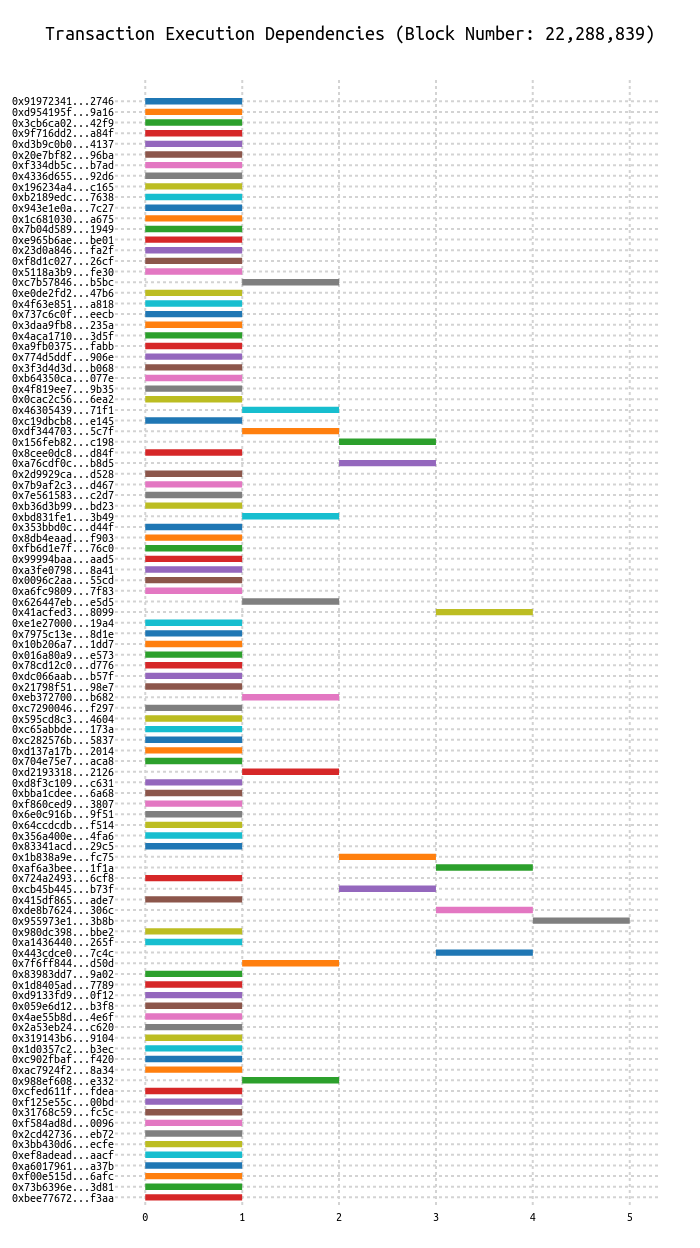 Transaction Execution Dependencies (Block Number: 22,288,839)
0x91972341...2746
0xd954195f...9a16
0x3cb6ca02...42f9
0x9f716dd2...a84f
0xd3b9c0b0...4137
0x20e7bf82...96ba
0xf334db5c...b7ad
0x4336d655...92d6
0x196234a4...c165
0xb2189edc...7638
0x943e1e0a...7c27
0x1c681030...a675
0x7b04d589...1949
0xe965b6ae...be01
0x23d0a846...fa2f
0xf8d1c027...26cf
0x5118a3b9...fe30
0xc7b57846...b5bc
0xe0de2fd2...47b6
0x4f63e851...a818
0x737c6c0f...eecb
0x3daa9fb8...235a
0x4aca1710...3d5f
0xa9fb0375...fabb
0x774d5ddf...906e
0x3f3d4d3d...b068
0xb64350ca...077e
0x4f819ee7...9b35
0x0cac2c56...6ea2
0x46305439...71f1
0xc19dbcb8...e145
0xdf344703...5c7f
0x156feb82...c198
0x8cee0dc8...d84f
0xa76cdf0c...b8d5
0x2d9929ca...d528
0x7b9af2c3...d467
0x7e561583...c2d7
0xb36d3b99...bd23
0xbd831fe1...3b49
0x353bbd0c...d44f
0x8db4eaad...f903
0xfb6d1e7f...76c0
0x99994baa...aad5
0xa3fe0798...8a41
0x0096c2aa...55cd
0xa6fc9809...7f83
0x626447eb...e5d5
0x41acfed3...8099
0xe1e27000...19a4
0x7975c13e...8d1e
0x10b206a7...1dd7
0x016a80a9...e573
0x78cd12c0...d776
0xdc066aab...b57f
0x21798f51...98e7
0xeb372700...b682
0xc7290046...f297
0x595cd8c3...4604
0xc65abbde...173a
0xc282576b...5837
0xd137a17b...2014
0x704e75e7...aca8
0xd2193318...2126
0xd8f3c109...c631
0xbba1cdee...6a68
0xf860ced9...3807
0x6e0c916b...9f51
0x64ccdcdb...f514
0x356a400e...4fa6
0x83341acd...29c5
0x1b838a9e...fc75
0xaf6a3bee...1f1a
0x724a2493...6cf8
0xcb45b445...b73f
0x415df865...ade7
0xde8b7624...306c
0x955973e1...3b8b
0x980dc398...bbe2
0xa1436440...265f
0x443cdce0...7c4c
0x7f6ff844...d50d
0x83983dd7...9a02
0x1d8405ad...7789
0xd9133fd9...0f12
0x059e6d12...b3f8
0x4ae55b8d...4e6f
0x2a53eb24...c620
0x319143b6...9104
0x1d0357c2...b3ec
0xc902fbaf...f420
0xac7924f2...8a34
0x988ef608...e332
0xcfed611f...fdea
0xf125e55c...00bd
0x31768c59...fc5c
0xf584ad8d...0096
0x2cd42736...eb72
0x3bb430d6...ecfe
0xef8adead...aacf
0xa6017961...a37b
0xf00e515d...6afc
0x73b6396e...3d81
0xbee77672...f3aa
0 1 2 3 4 5